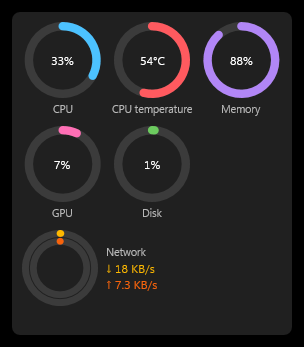 33%
54°C
88%
CPU
CPU temperature
Memory
7%
1%
GPU
Disk
Network
↓ 18 KB/s
↑ 7.3 KB/s